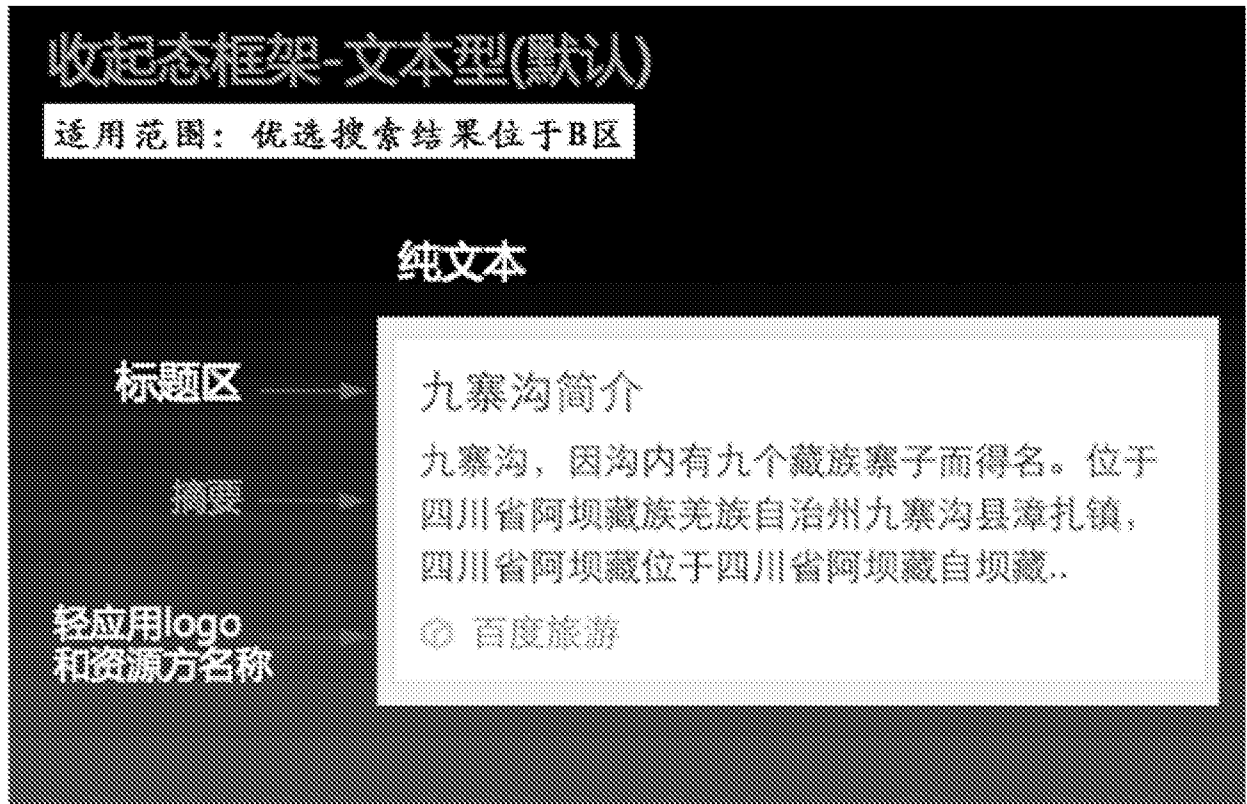 收起态框架-文本型(默认)
适用范围：优选搜索结果位于B区
纯文本
标题区
九寨沟简介
九寨沟，因沟内有九个藏族寨子而得名。位于
四川省阿坝藏族羌族自治州九寨沟县漳扎镇，
四川省阿坝藏位于四川省阿坝藏自坝藏..
摘要
轻应用logo
和资源方名称
百度旅游